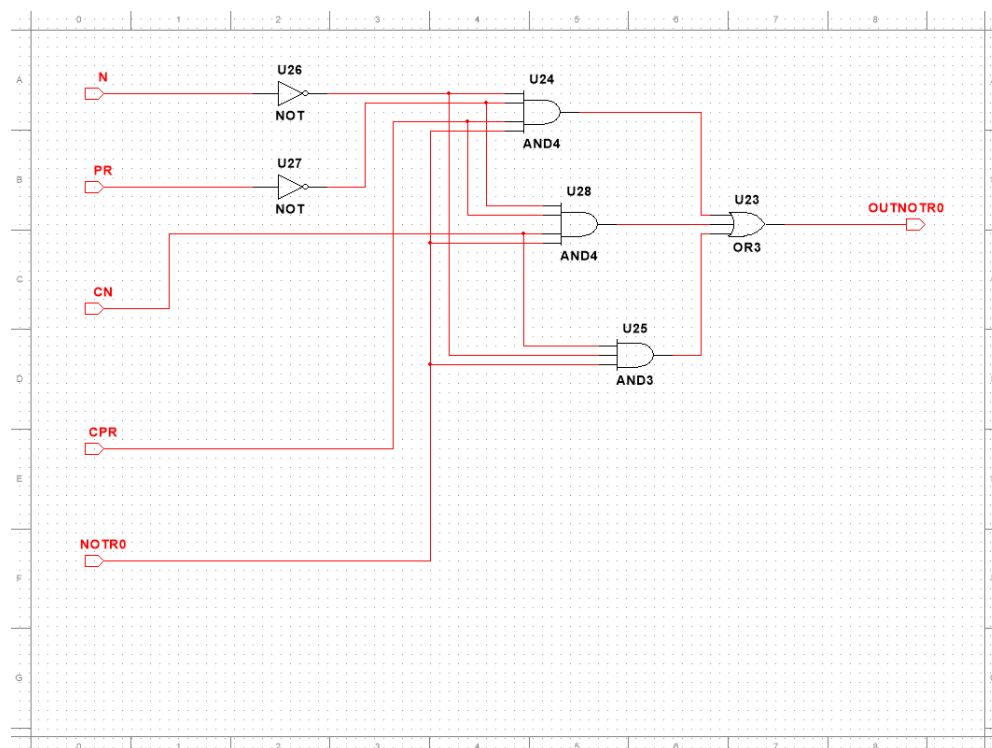 0 1 2 3 4 5 6 7 8
A
N
U26
NOT
U24
AND4
B
PR
U27
NOT
U28
AND4
U23
OR3
OUTNOTR0
C
CN
U25
AND3
D
CPR
E
NOTR0
F
G
0 1 2 3 4 5 6 7 8